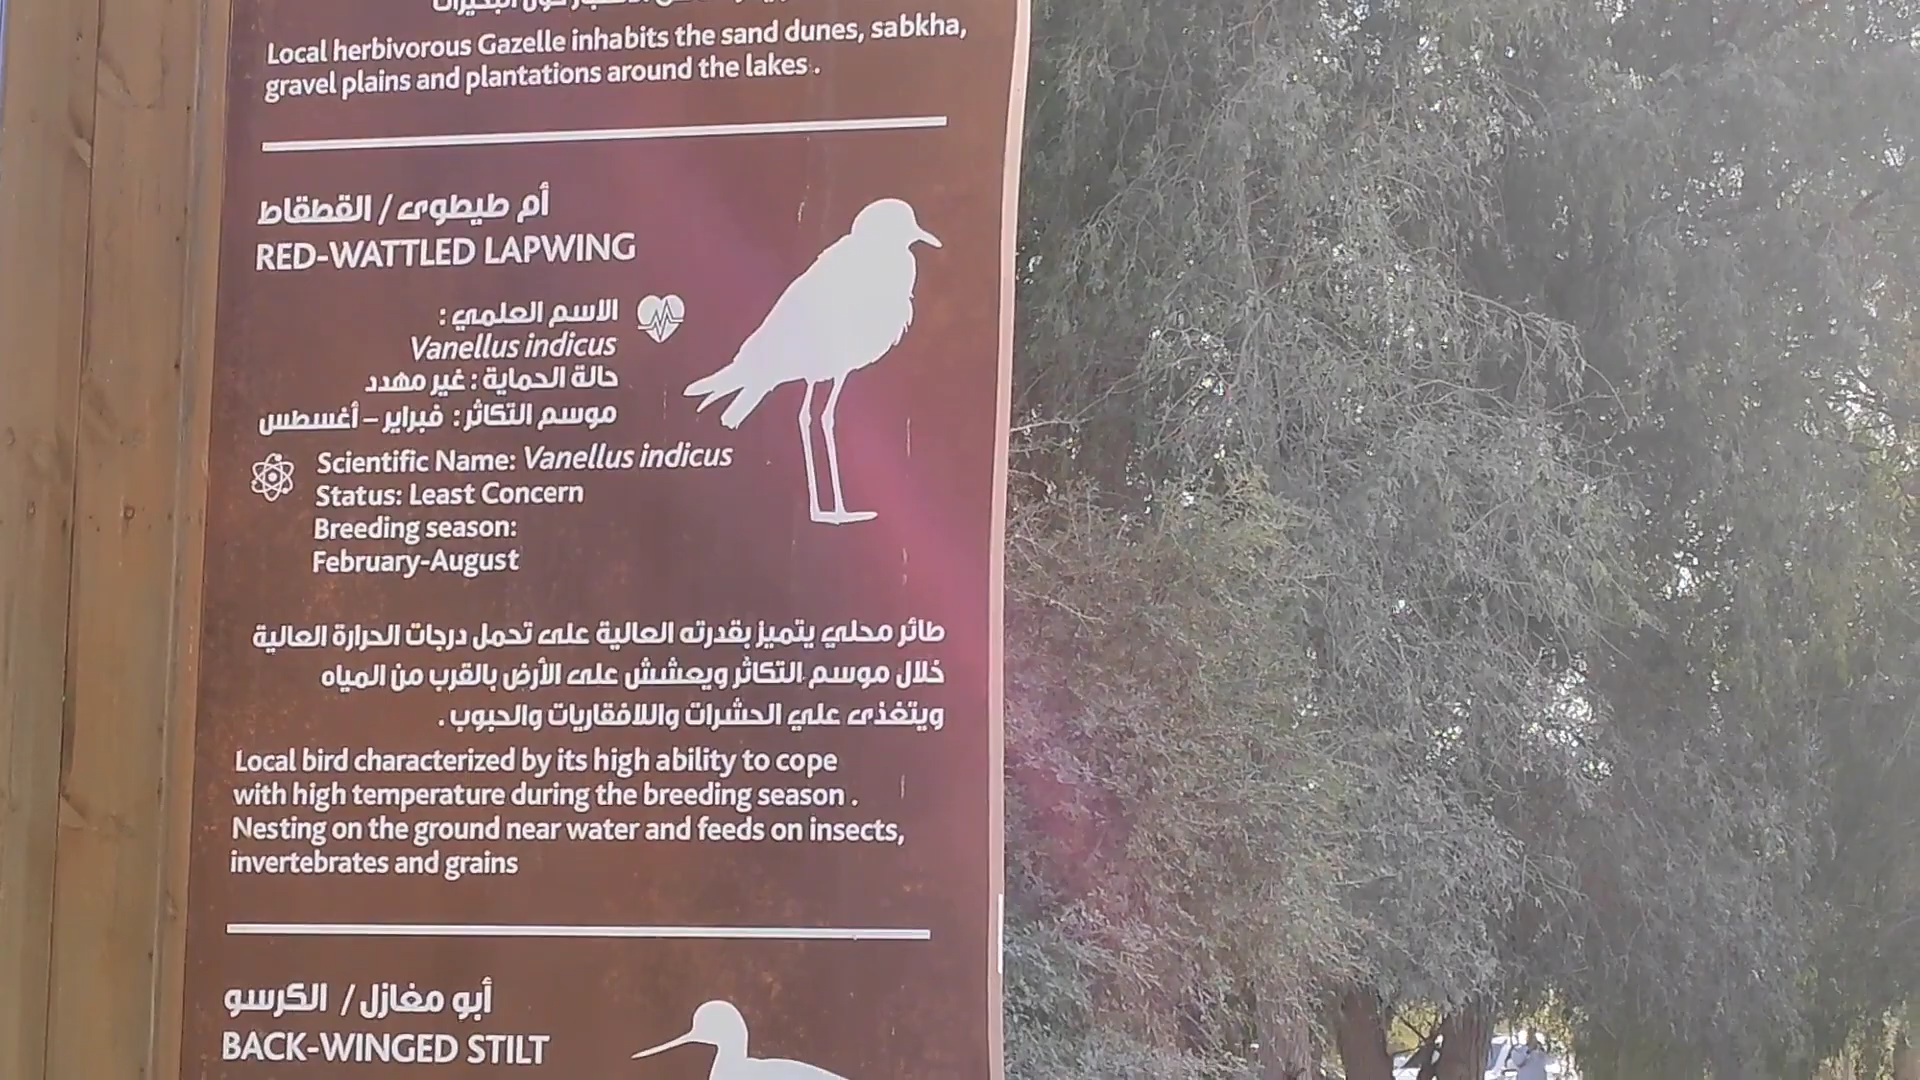 Local herbivorous Gazelle inhabits the sand dunes, sabkha,
gravel plains and plantations around the lakes .
أم طيطوى / القطقاط
RED-WATTLED LAPWING
الاسم العلمي :
Vanellus indicus
حالة الحماية : غير مهدد
موسم التكاثر : فبراير – أغسطس
Scientific Name: Vanellus indicus
Status: Least Concern
Breeding season:
February-August
طائر محلي يتميز بقدرته العالية على تحمل درجات الحرارة العالية
خلال موسم التكاثر ويعشش على الأرض بالقرب من المياه
ويتغذى علي الحشرات واللافقاريات والحبوب .
Local bird characterized by its high ability to cope
with high temperature during the breeding season .
Nesting on the ground near water and feeds on insects,
invertebrates and grains
أبو مغازل / الكرسو
BACK-WINGED STILT